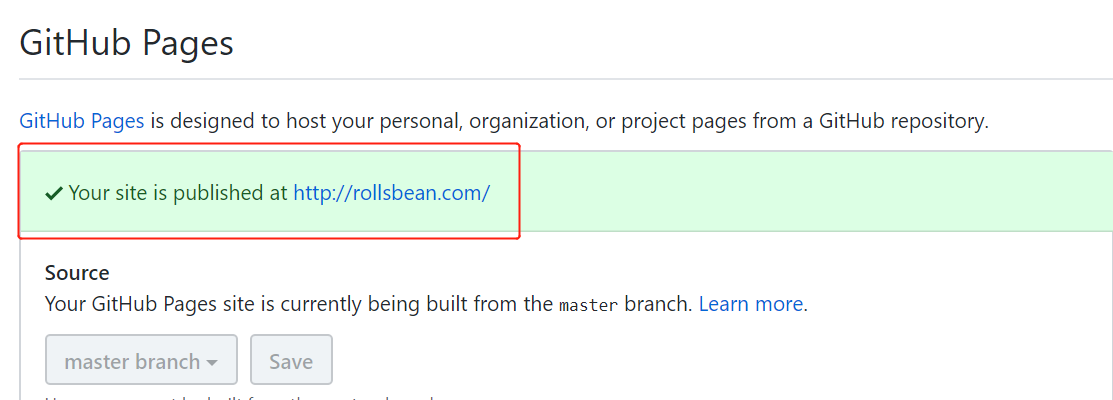 GitHub Pages
GitHub Pages is designed to host your personal, organization, or project pages from a GitHub repository.
✔ Your site is published at http://rollsbean.com/
Source
Your GitHub Pages site is currently being built from the master branch. Learn more.
master branch Save